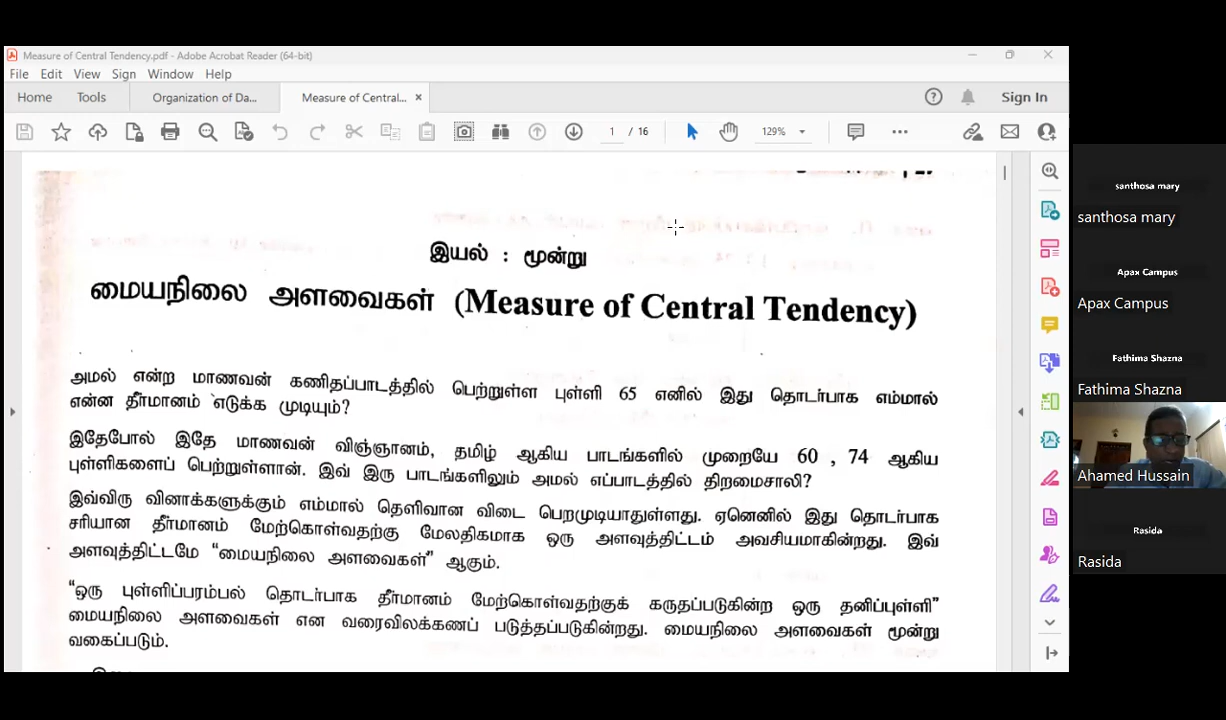 Measure of Central Tendency.pdf - Adobe Acrobat Reader (64-bit)
File Edit View Sign Window Help
Home Tools Organization of Da... Measure of Central... × Sign In
1 / 16 129%
இயல் : மூன்று
மையநிலை அளவைகள் (Measure of Central Tendency)
அமல் என்ற மாணவன் கணிதப்பாடத்தில் பெற்றுள்ள புள்ளி 65 எனில் இது தொடர்பாக எம்மால்
என்ன தீர்மானம் எடுக்க முடியும்?
இதேபோல் இதே மாணவன் விஞ்ஞானம், தமிழ் ஆகிய பாடங்களில் முறையே 60 , 74 ஆகிய
புள்ளிகளைப் பெற்றுள்ளான். இவ் இரு பாடங்களிலும் அமல் எப்பாடத்தில் திறமைசாலி?
இவ்விரு வினாக்களுக்கும் எம்மால் தெளிவான விடை பெறமுடியாதுள்ளது. ஏனெனில் இது தொடர்பாக
சரியான தீர்மானம் மேற்கொள்வதற்கு மேலதிகமாக ஒரு அளவுத்திட்டம் அவசியமாகின்றது. இவ்
அளவுத்திட்டமே “மையநிலை அளவைகள்” ஆகும்.
“ஒரு புள்ளிப்பரம்பல் தொடர்பாக தீர்மானம் மேற்கொள்வதற்குக் கருதப்படுகின்ற ஒரு தனிப்புள்ளி”
மையநிலை அளவைகள் என வரைவிலக்கணப் படுத்தப்படுகின்றது. மையநிலை அளவைகள் மூன்று
வகைப்படும்.
santhosa mary
santhosa mary
Apax Campus
Apax Campus
Fathima Shazna
Fathima Shazna
Ahamed Hussain
Rasida
Rasida